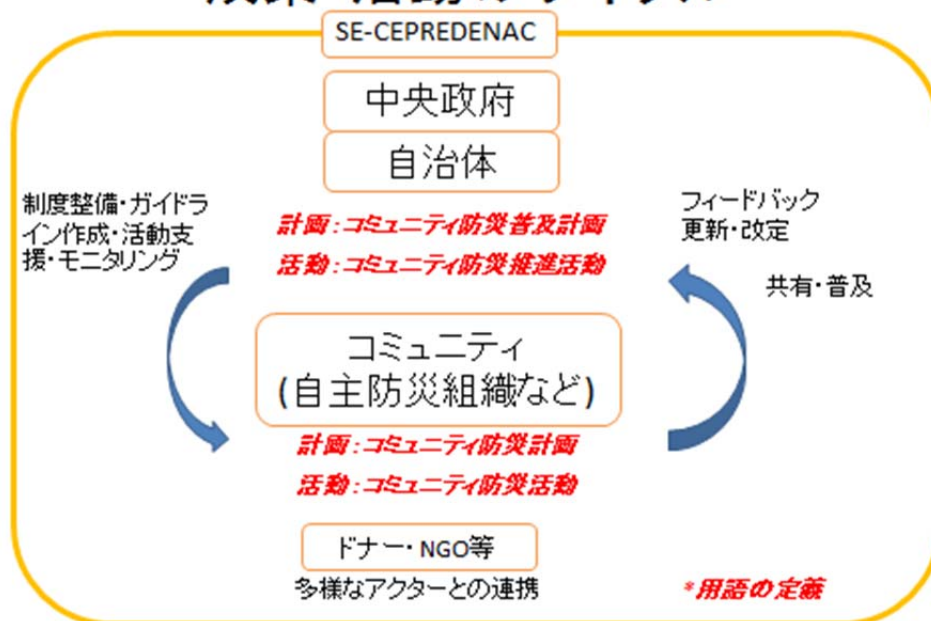 SE-CEPREDENAC
中央政府
自治体
制度整備・ガイドラ
イン作成・活動支
援・モニタリング
計画:コミュニティ防災普及計画
活動:コミュニティ防災推進活動
フィードバック
更新・改定
共有・普及
コミュニティ
(自主防災組織など)
計画:コミュニティ防災計画
活動:コミュニティ防災活動
ドナー・NGO等
多様なアクターとの連携
*用語の定義